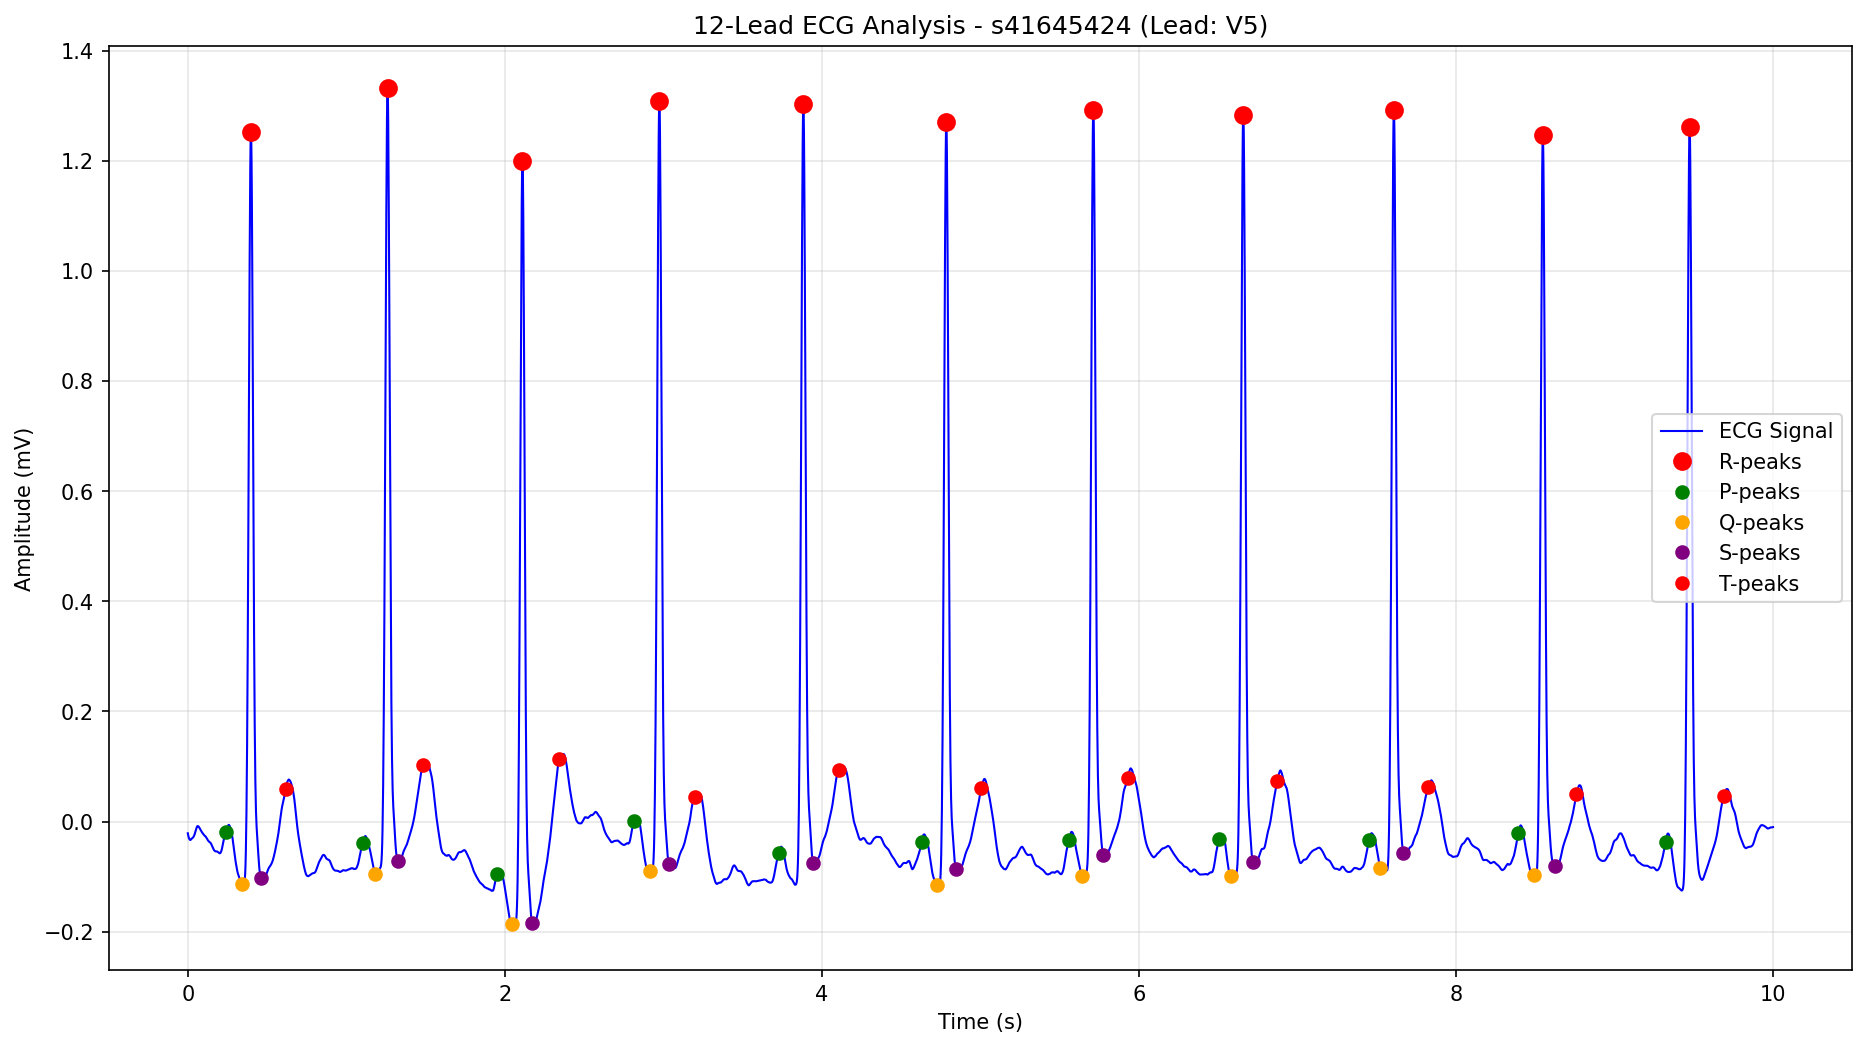 12-Lead ECG Analysis - s41645424 (Lead: V5)
1.4
1.2
1.0
0.8
0.6
0.4
0.2
0.0
−0.2
Amplitude (mV)
ECG Signal
R-peaks
P-peaks
Q-peaks
S-peaks
T-peaks
0 2 4 6 8 10
Time (s)